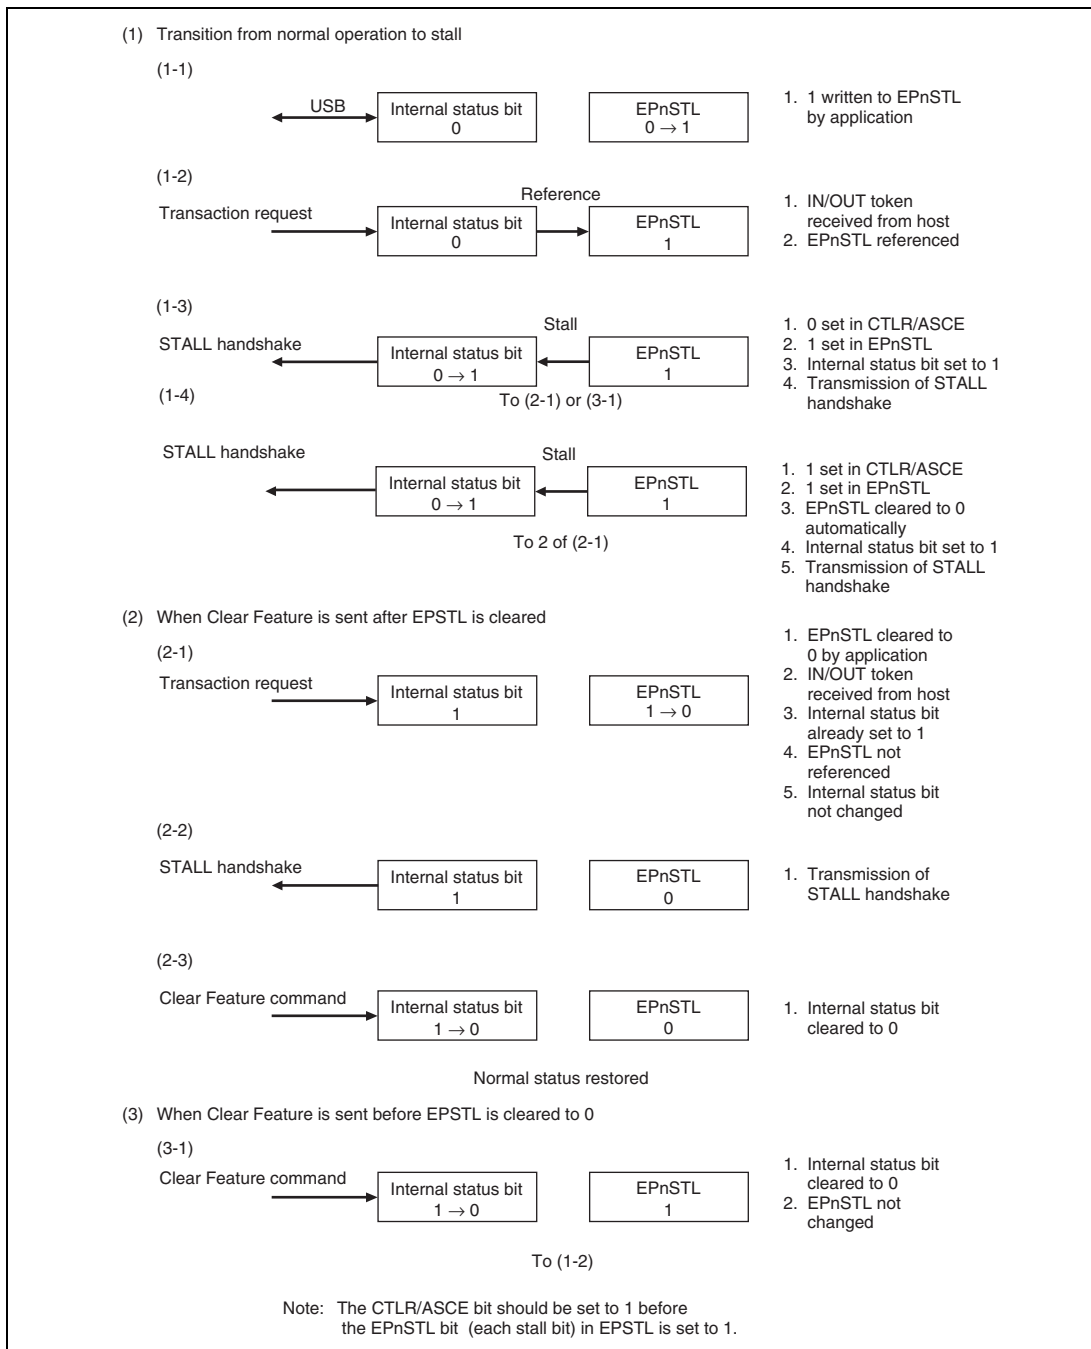 (1) Transition from normal operation to stall
(1-1)
USB
Internal status bit
0
EPnSTL
0 → 1
1. 1 written to EPnSTL
by application
(1-2)
Transaction request
Reference
Internal status bit
0
EPnSTL
1
1. IN/OUT token
received from host
2. EPnSTL referenced
(1-3)
STALL handshake
Stall
Internal status bit
0 → 1
EPnSTL
1
To (2-1) or (3-1)
1. 0 set in CTLR/ASCE
2. 1 set in EPnSTL
3. Internal status bit set to 1
4. Transmission of STALL
handshake
(1-4)
STALL handshake
Stall
Internal status bit
0 → 1
EPnSTL
1
To 2 of (2-1)
1. 1 set in CTLR/ASCE
2. 1 set in EPnSTL
3. EPnSTL cleared to 0
automatically
4. Internal status bit set to 1
5. Transmission of STALL
handshake
(2) When Clear Feature is sent after EPSTL is cleared
(2-1)
Transaction request
Internal status bit
1
EPnSTL
1 → 0
1. EPnSTL cleared to
0 by application
2. IN/OUT token
received from host
3. Internal status bit
already set to 1
4. EPnSTL not
referenced
5. Internal status bit
not changed
(2-2)
STALL handshake
Internal status bit
1
EPnSTL
0
1. Transmission of
STALL handshake
(2-3)
Clear Feature command
Internal status bit
1 → 0
EPnSTL
0
1. Internal status bit
cleared to 0
Normal status restored
(3) When Clear Feature is sent before EPSTL is cleared to 0
(3-1)
Clear Feature command
Internal status bit
1 → 0
EPnSTL
1
1. Internal status bit
cleared to 0
2. EPnSTL not
changed
To (1-2)
Note: The CTLR/ASCE bit should be set to 1 before
the EPnSTL bit (each stall bit) in EPSTL is set to 1.